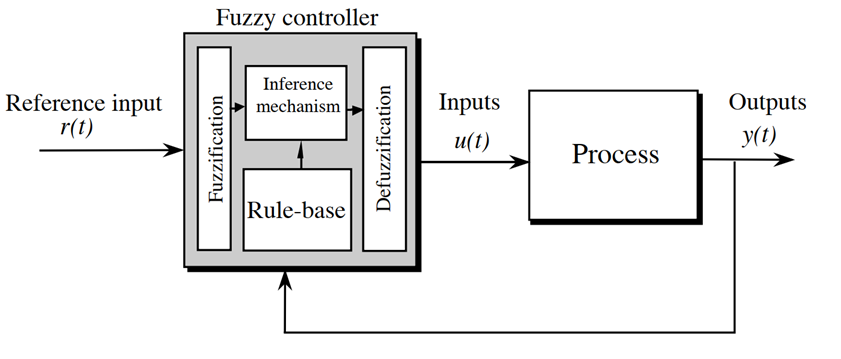 Fuzzy controller
Reference input
r(t)
Fuzzification
Inference
mechanism
Rule-base
Defuzzification
Inputs
u(t)
Process
Outputs
y(t)